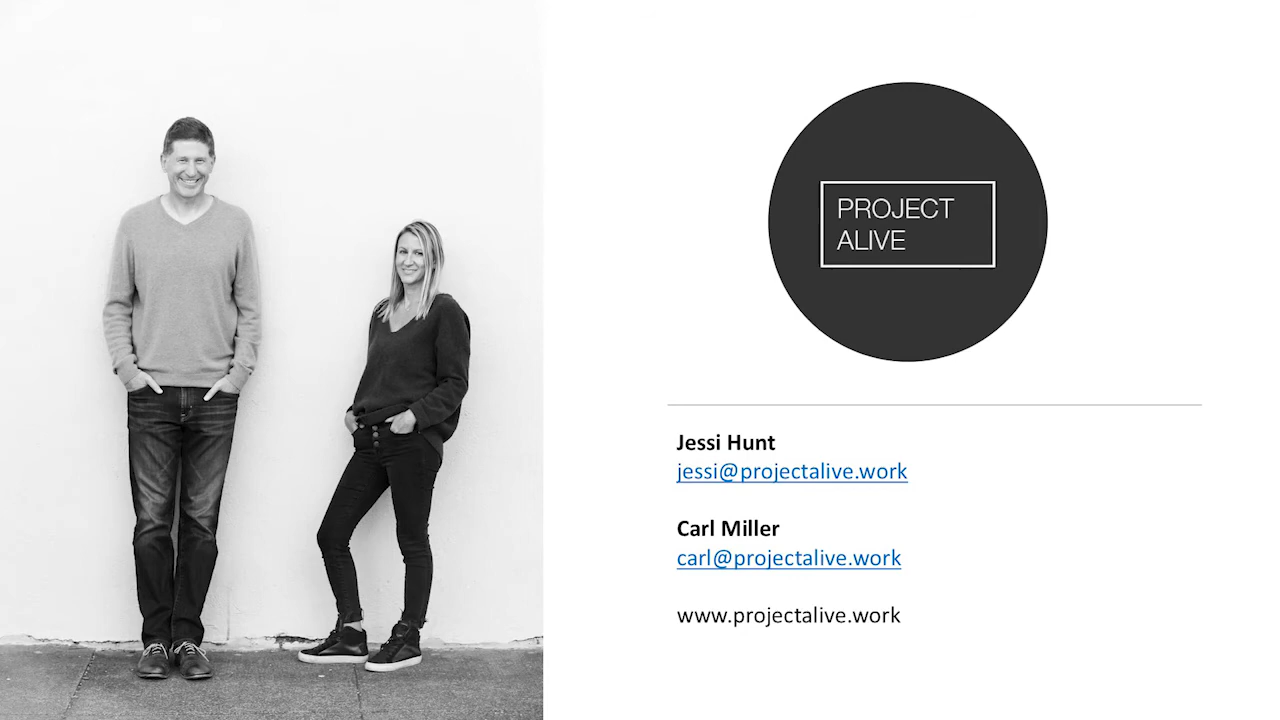 PROJECT
ALIVE
Jessi Hunt
jessi@projectalive.work
Carl Miller
carl@projectalive.work
www.projectalive.work